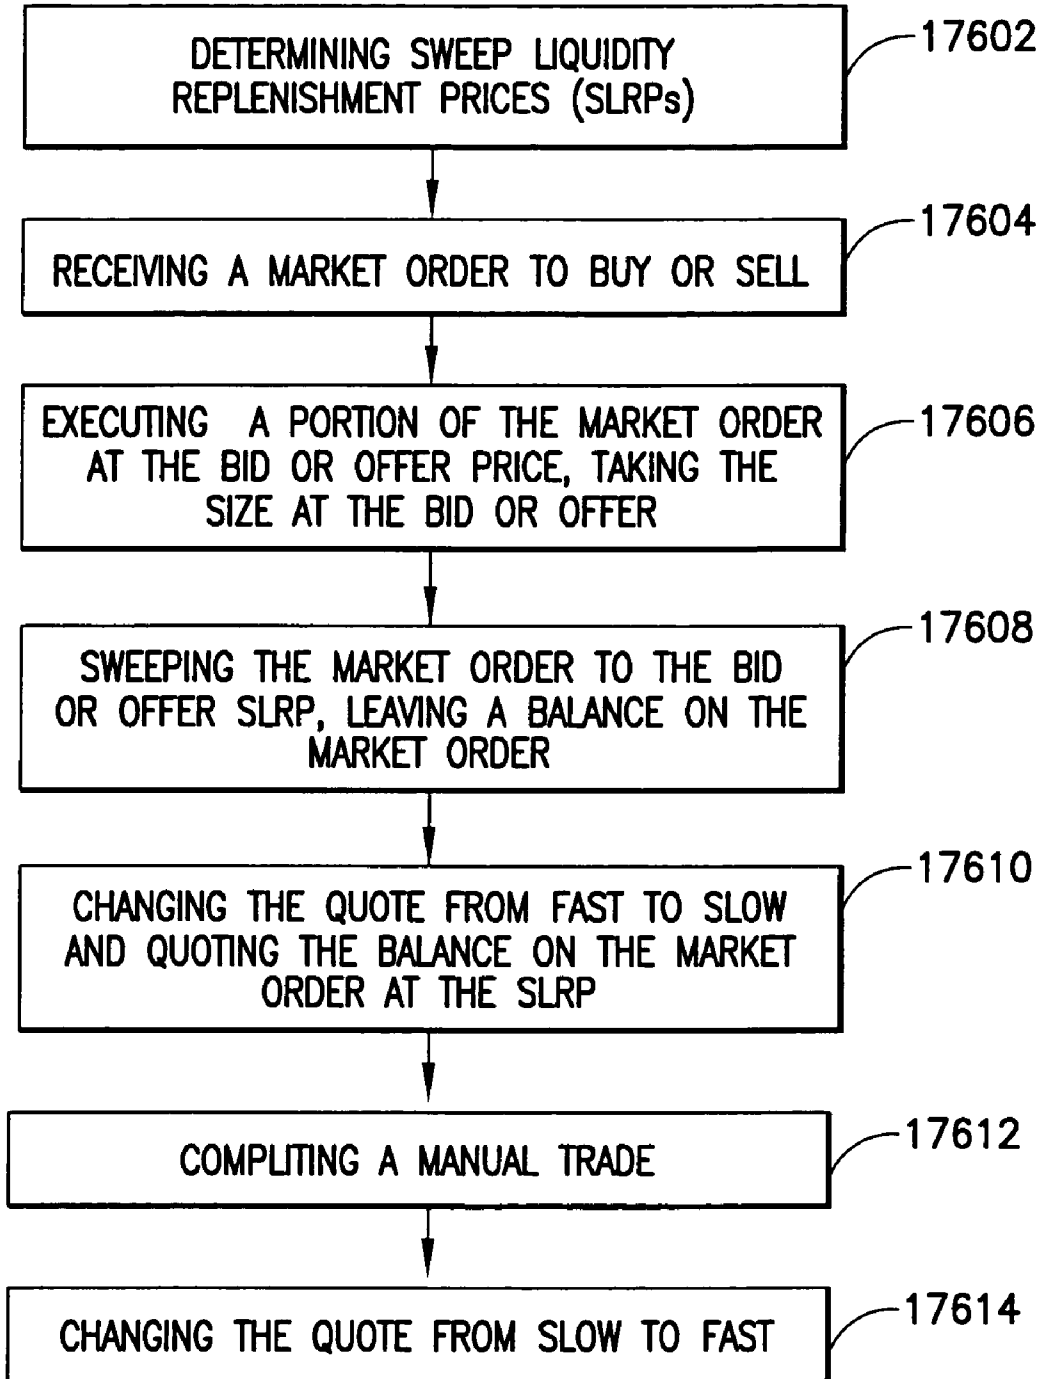 DETERMINING SWEEP LIQUIDITY
REPLENISHMENT PRICES (SLRPs)
17602
RECEIVING A MARKET ORDER TO BUY OR SELL
17604
EXECUTING A PORTION OF THE MARKET ORDER
AT THE BID OR OFFER PRICE, TAKING THE
SIZE AT THE BID OR OFFER
17606
SWEEPING THE MARKET ORDER TO THE BID
OR OFFER SLRP, LEAVING A BALANCE ON THE
MARKET ORDER
17608
CHANGING THE QUOTE FROM FAST TO SLOW
AND QUOTING THE BALANCE ON THE MARKET
ORDER AT THE SLRP
17610
COMPLITING A MANUAL TRADE
17612
CHANGING THE QUOTE FROM SLOW TO FAST
17614